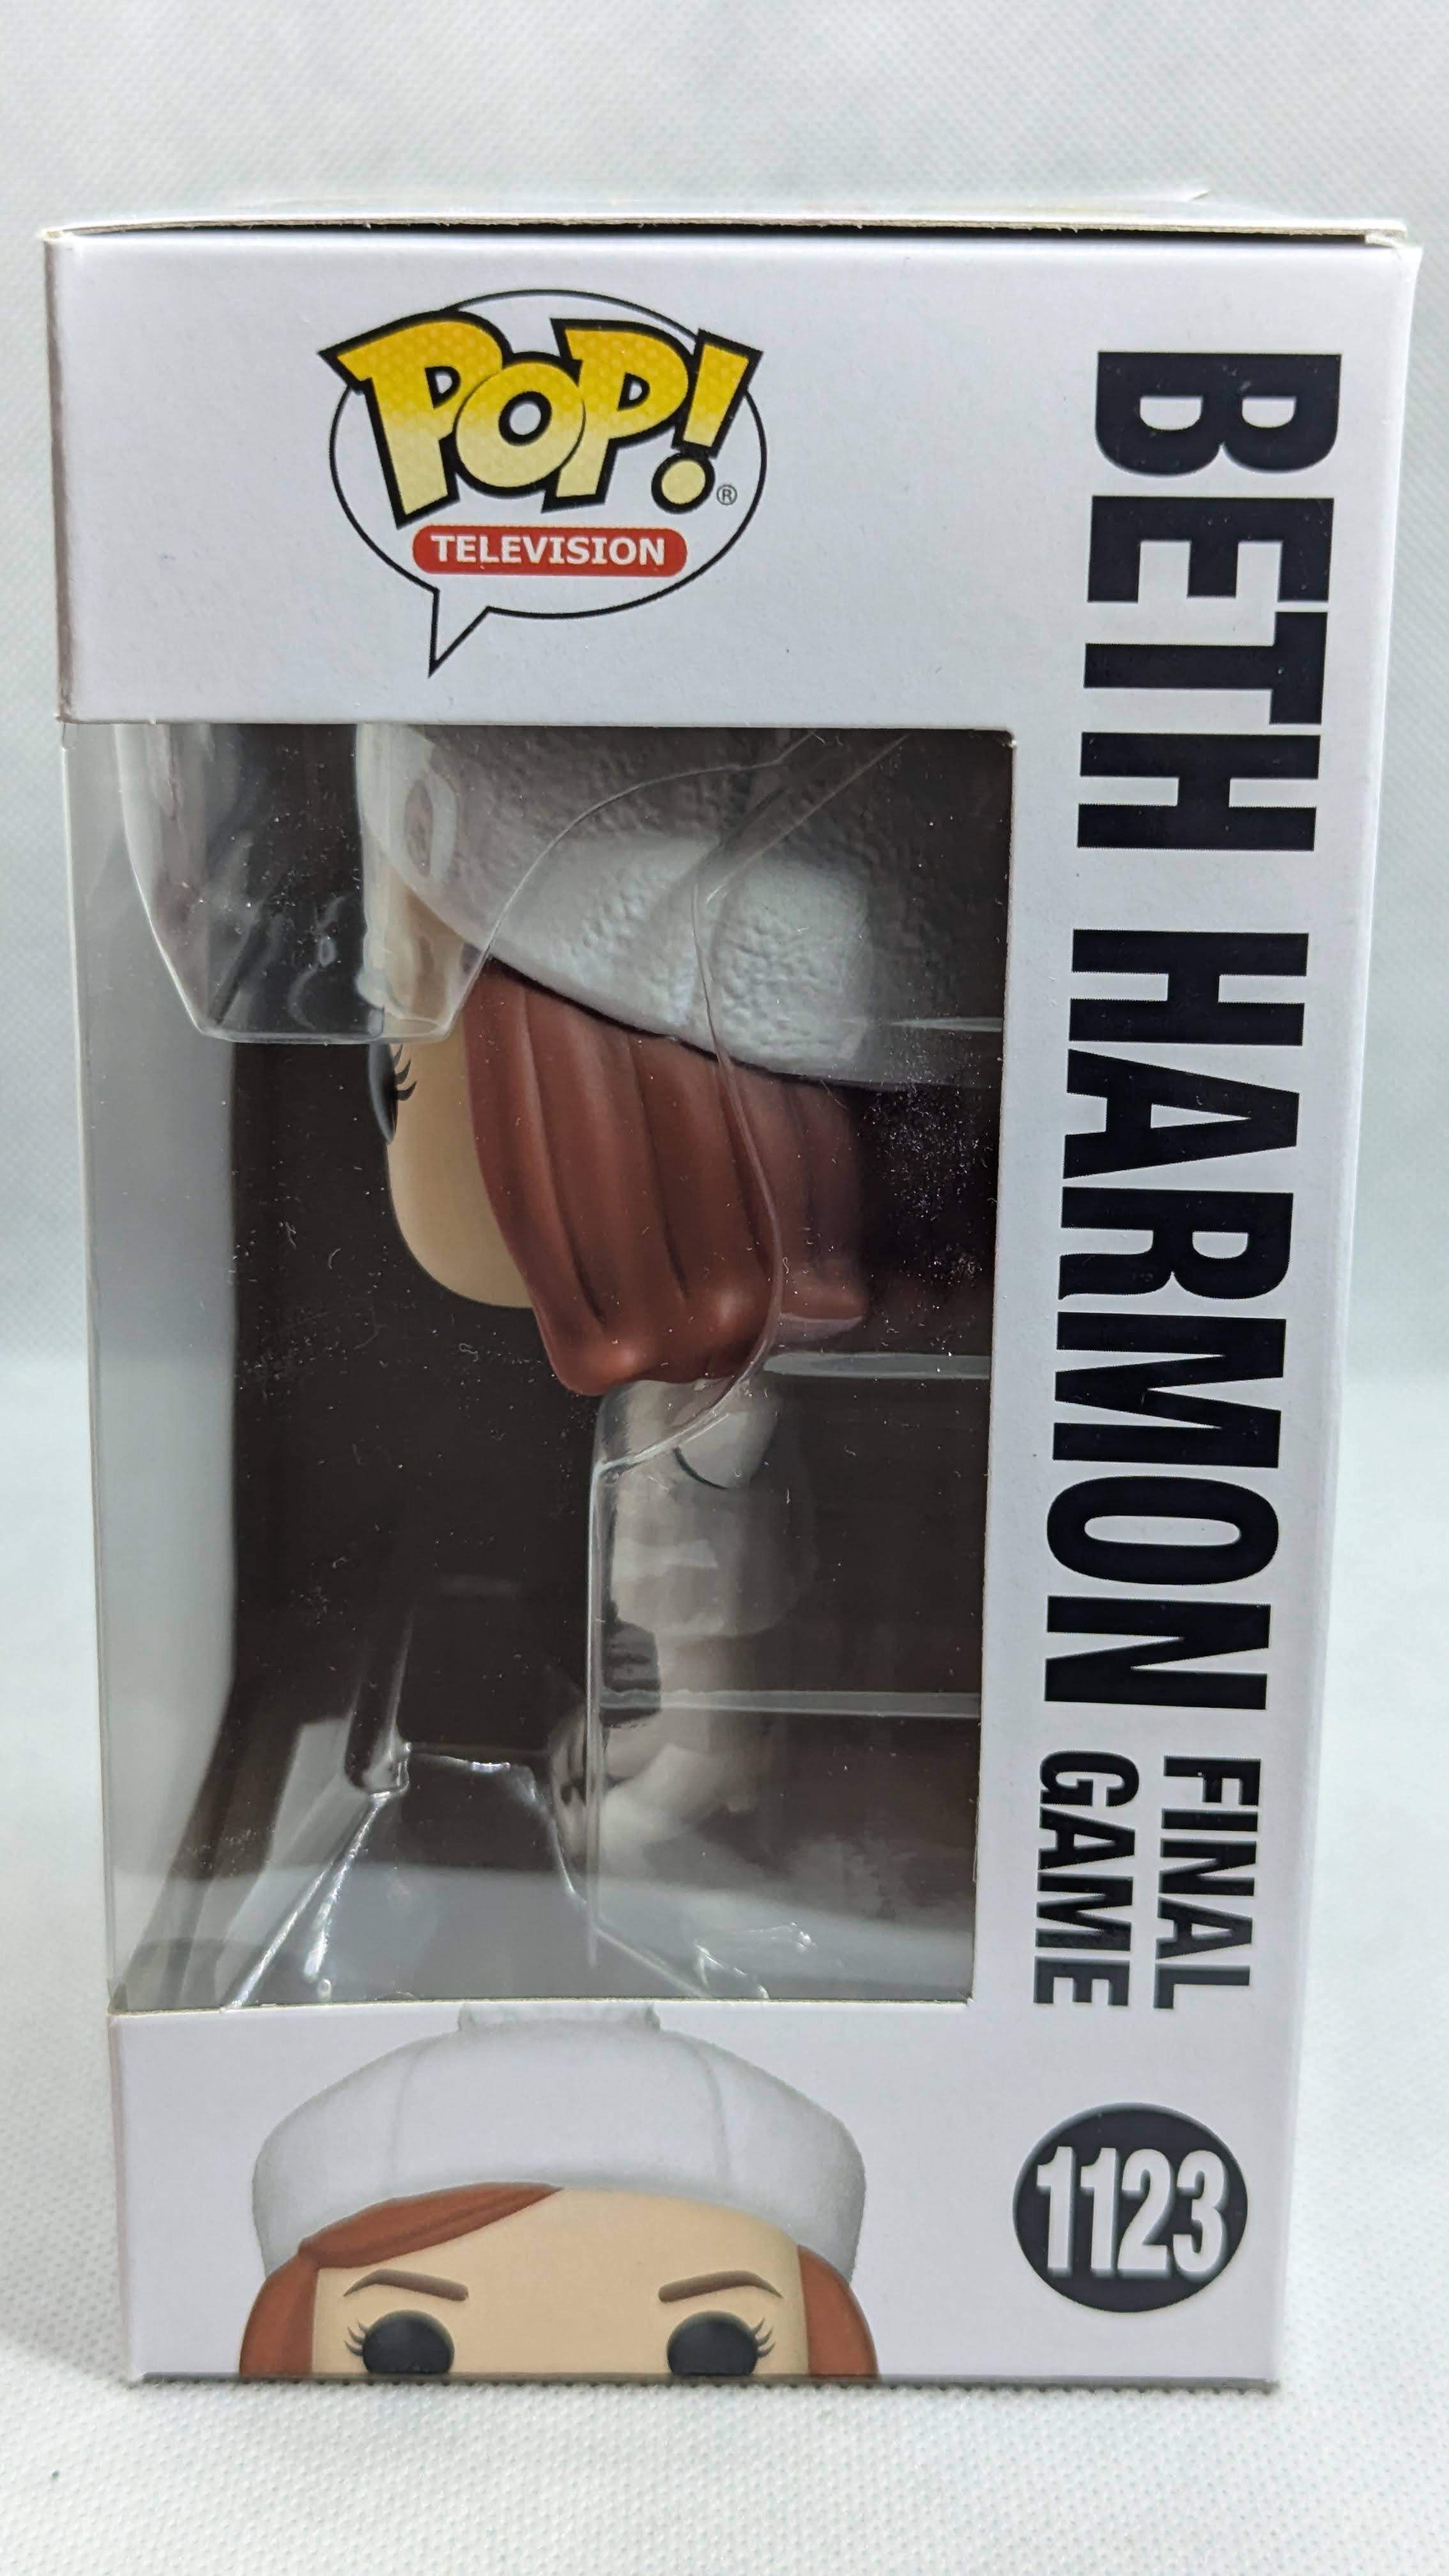 POP! ®
TELEVISION
BETH HARMON
FINAL
GAME
1123